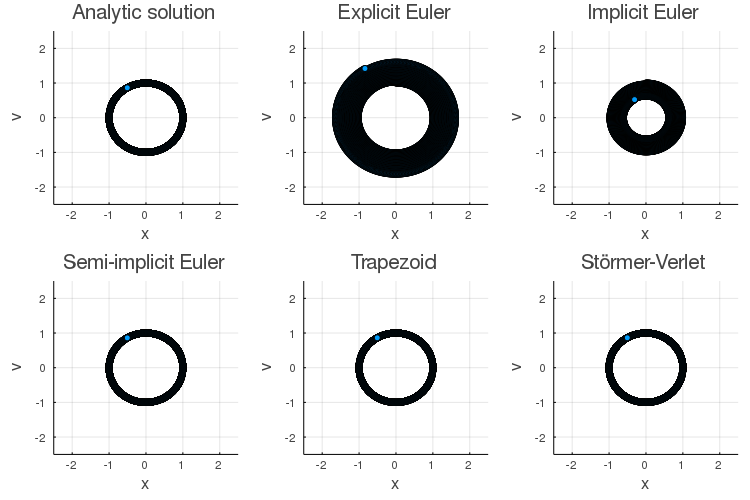 Analytic solution Explicit Euler Implicit Euler
2 2 2
1 1 1
v 0 v 0 v 0
-1 -1 -1
-2 -2 -2
-2 -1 0 1 2 -2 -1 0 1 2 -2 -1 0 1 2
x x x
Semi-implicit Euler Trapezoid Störmer-Verlet
2 2 2
1 1 1
v 0 v 0 v 0
-1 -1 -1
-2 -2 -2
-2 -1 0 1 2 -2 -1 0 1 2 -2 -1 0 1 2
x x x